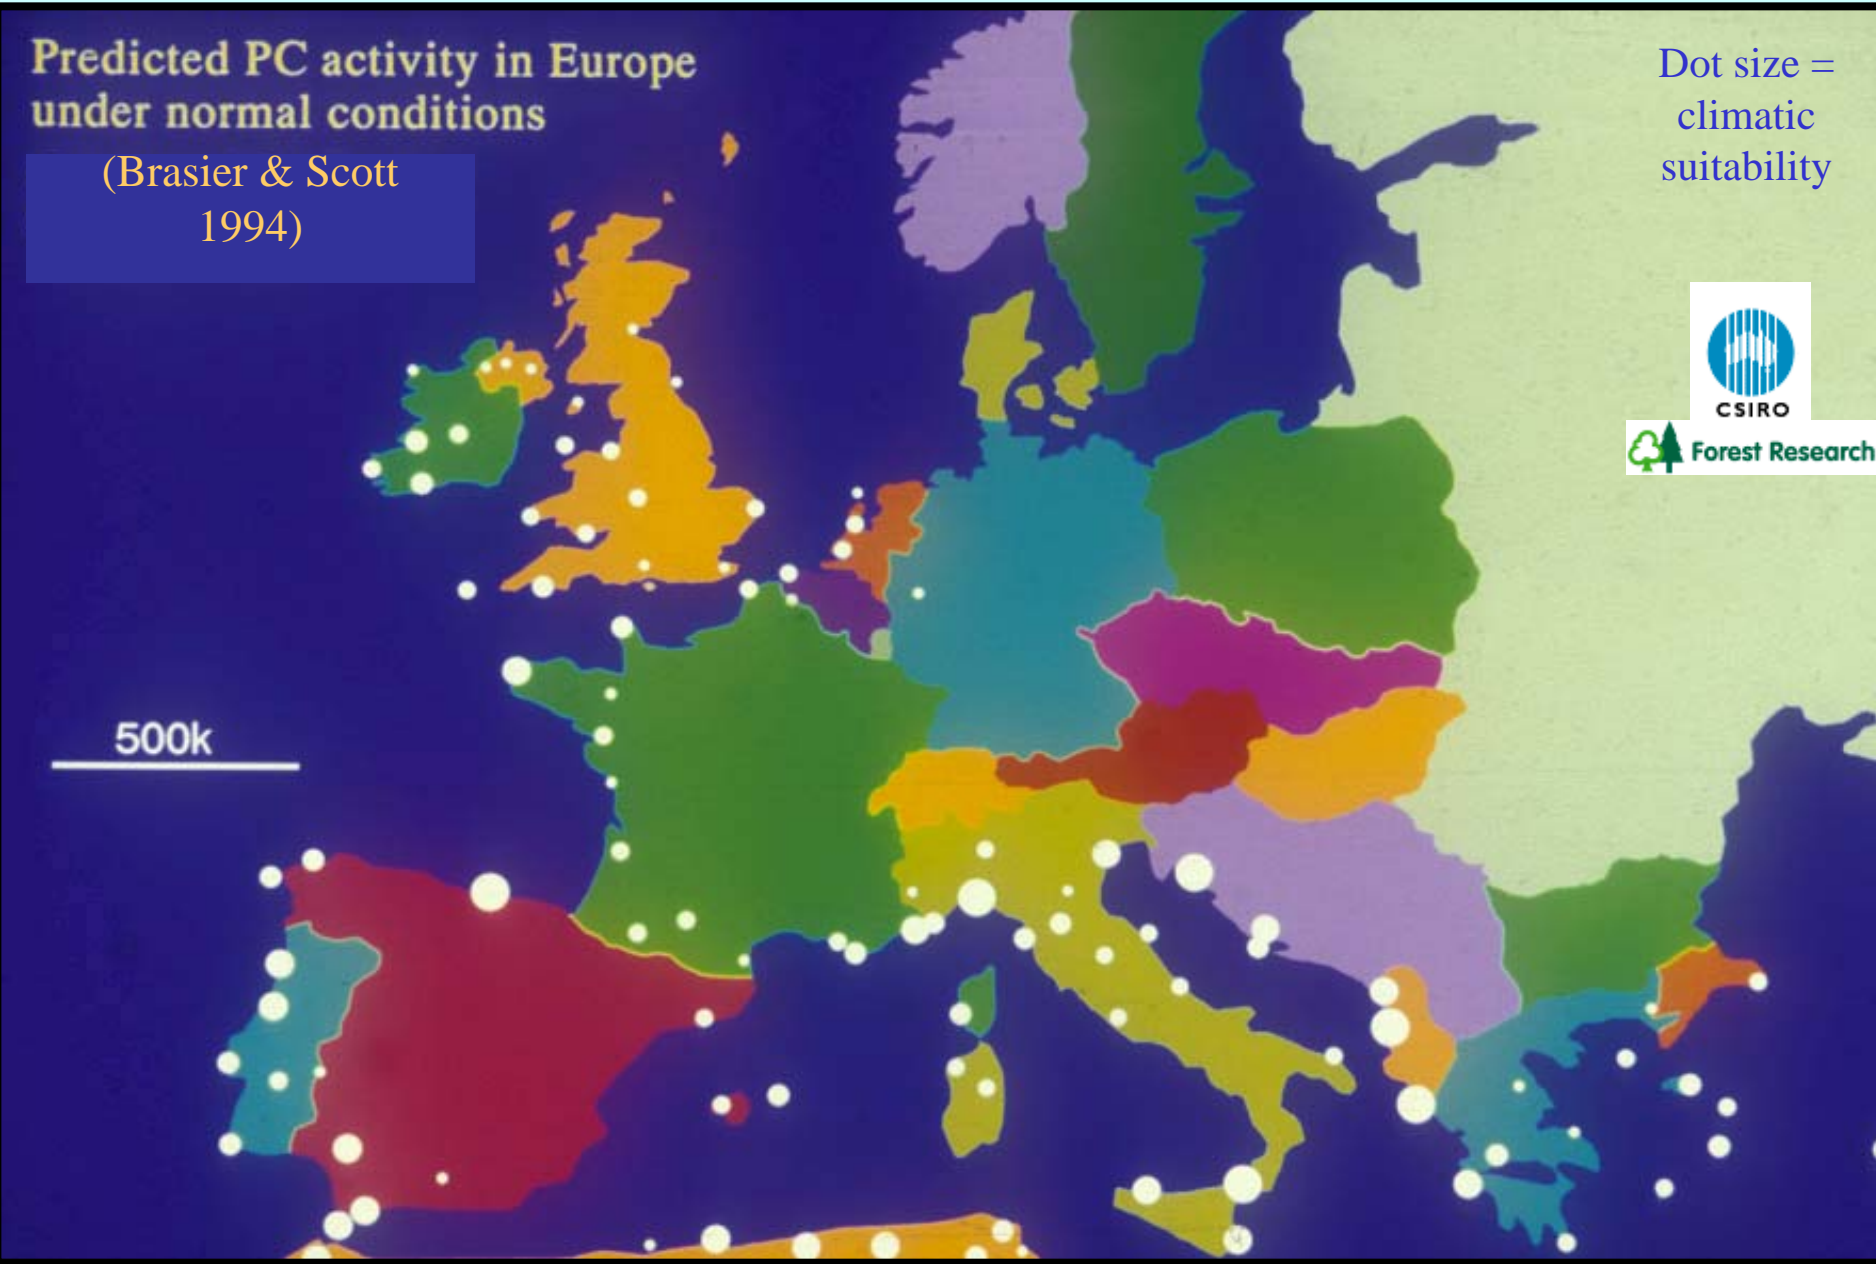 Predicted PC activity in Europe
under normal conditions
(Brasier & Scott
1994)
Dot size =
climatic
suitability
CSIRO
Forest Research
500k